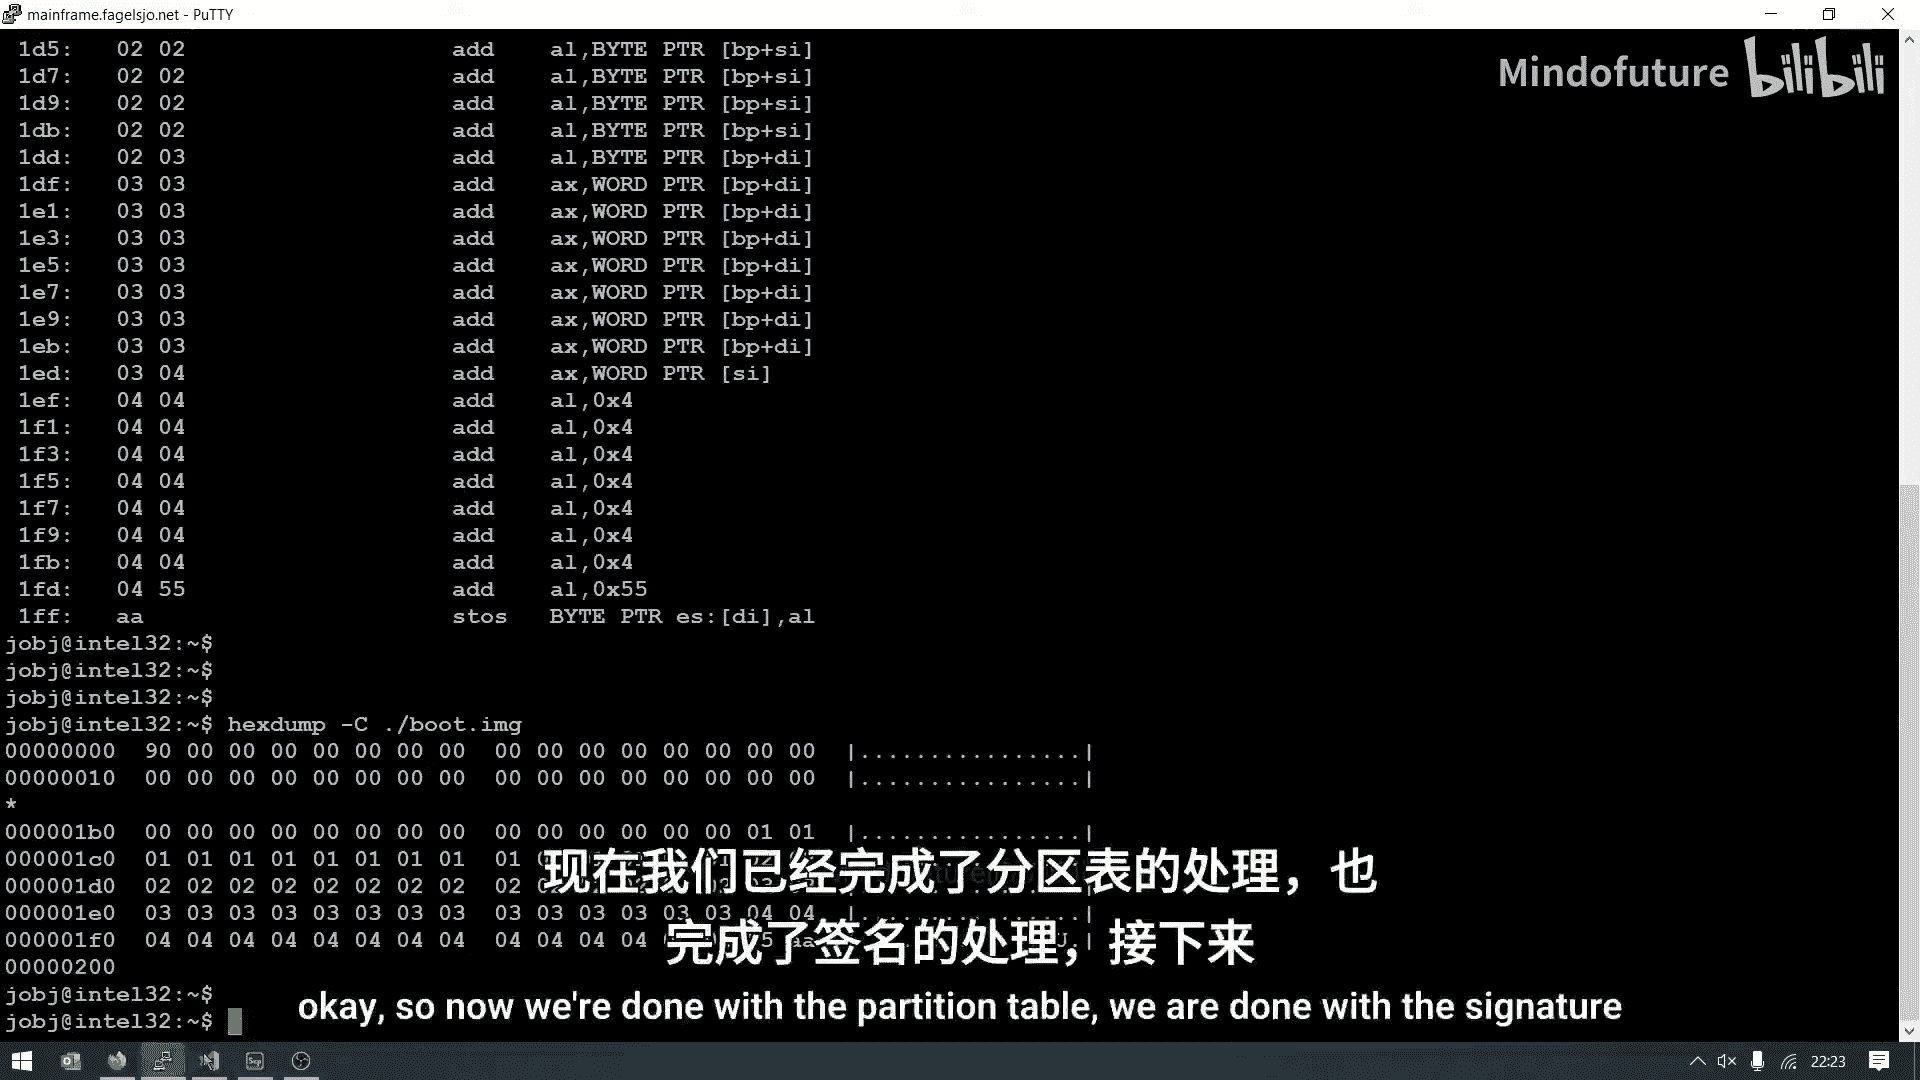 mainframe.fagelsjo.net - PuTTY
Mindofuture bilibili
1d5: 02 02 add al,BYTE PTR [bp+si]
1d7: 02 02 add al,BYTE PTR [bp+si]
1d9: 02 02 add al,BYTE PTR [bp+si]
1db: 02 02 add al,BYTE PTR [bp+si]
1dd: 02 03 add al,BYTE PTR [bp+di]
1df: 03 03 add ax,WORD PTR [bp+di]
1e1: 03 03 add ax,WORD PTR [bp+di]
1e3: 03 03 add ax,WORD PTR [bp+di]
1e5: 03 03 add ax,WORD PTR [bp+di]
1e7: 03 03 add ax,WORD PTR [bp+di]
1e9: 03 03 add ax,WORD PTR [bp+di]
1eb: 03 03 add ax,WORD PTR [bp+di]
1ed: 03 04 add ax,WORD PTR [si]
1ef: 04 04 add al,0x4
1f1: 04 04 add al,0x4
1f3: 04 04 add al,0x4
1f5: 04 04 add al,0x4
1f7: 04 04 add al,0x4
1f9: 04 04 add al,0x4
1fb: 04 04 add al,0x4
1fd: 04 55 add al,0x55
1ff: aa stos BYTE PTR es:[di],al
jobj@intel32:~$
jobj@intel32:~$
jobj@intel32:~$
jobj@intel32:~$ hexdump -C ./boot.img
00000000 90 00 00 00 00 00 00 00 00 00 00 00 00 00 00 00 |................|
00000010 00 00 00 00 00 00 00 00 00 00 00 00 00 00 00 00 |................|
*
000001b0 00 00 00 00 00 00 00 00 00 00 00 00 00 00 01 01 |................|
000001c0 01 01 01 01 01 01 01 01 01
000001d0 02 02 02 02 02 02 02 02 02
000001e0 03 03 03 03 03 03 03 03 03 03 03 03 03 03 04 04 |................|
000001f0 04 04 04 04 04 04 04 04 04 04 04 04
00000200
jobj@intel32:~$
jobj@intel32:~$
现在我们已经完成了分区表的处理，也
完成了签名的处理，接下来
okay, so now we're done with the partition table, we are done with the signature
22:23